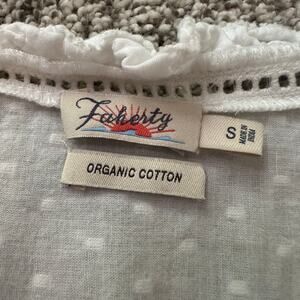 Faherty
S
MADE IN
INDIA
ORGANIC COTTON